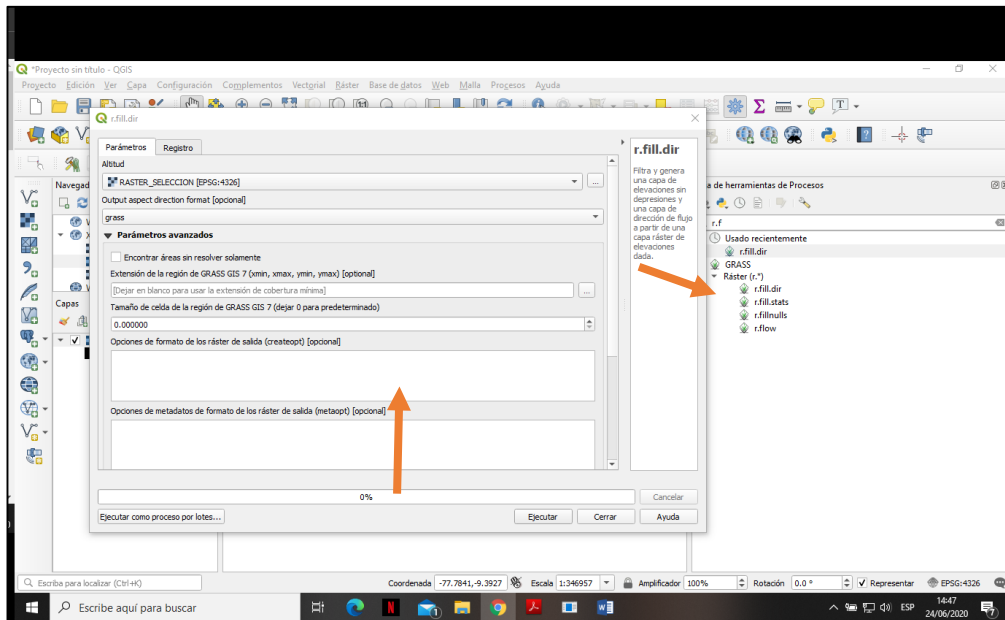 *Proyecto sin título - QGIS
Proyecto Edición Ver Capa Configuración Complementos Vectorial Ráster Base de datos Web Malla Procesos Ayuda
r.fill.dir
Parámetros Registro
Altitud
RASTER_SELECCION [EPSG:4326]
...
Output aspect direction format [opcional]
grass
Parámetros avanzados
Encontrar áreas sin resolver solamente
Extensión de la región de GRASS GIS 7 (xmin, xmax, ymin, ymax) [optional]
[Dejar en blanco para usar la extensión de cobertura mínima]
...
Tamaño de celda de la región de GRASS GIS 7 (dejar 0 para predeterminado)
0.000000
Opciones de formato de los ráster de salida (createopt) [opcional]
Opciones de metadatos de formato de los ráster de salida (metaopt) [opcional]
0%
Cancelar
Ejecutar como proceso por lotes...
Ejecutar
Cerrar
Ayuda
r.fill.dir
Filtra y genera
una capa de
elevaciones sin
depresiones y
una capa de
dirección de flujo
a partir de una
capa ráster de
elevaciones
dada.
Navegad
Capas
a de herramientas de Procesos
r.f
Usado recientemente
r.fill.dir
GRASS
Ráster (r.*)
r.fill.dir
r.fill.stats
r.fillnulls
r.flow
Escriba para localizar (Ctrl+K)
Coordenada -77.7841,-9.3927 Escala 1:346957 Amplificador 100% Rotación 0.0 ° Representar EPSG:4326
Escribe aquí para buscar
ESP
14:47
24/06/2020